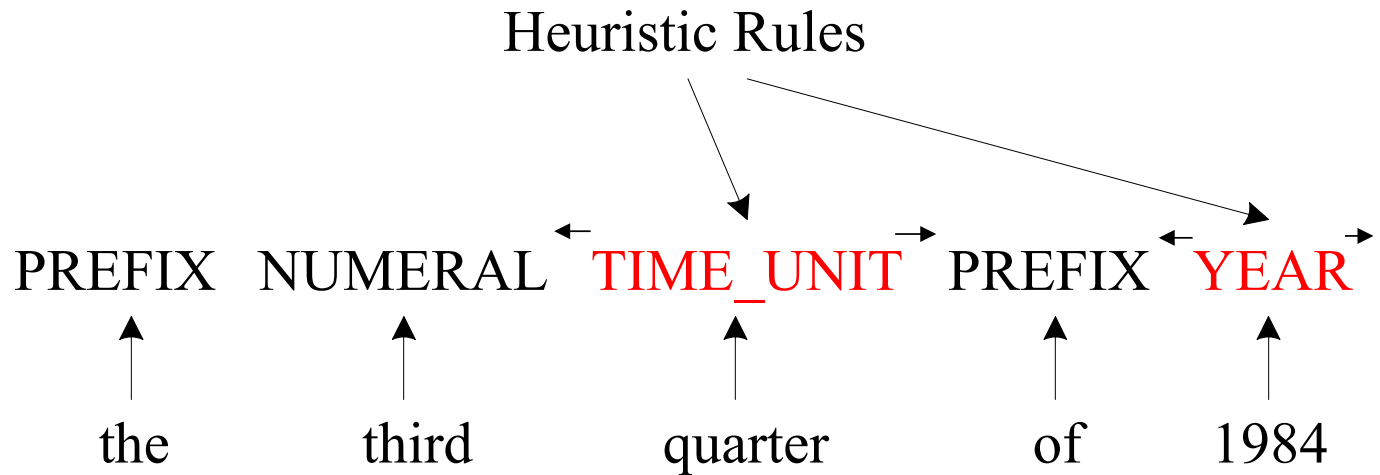 Heuristic Rules
PREFIX NUMERAL TIME_UNIT PREFIX YEAR
the third quarter of 1984